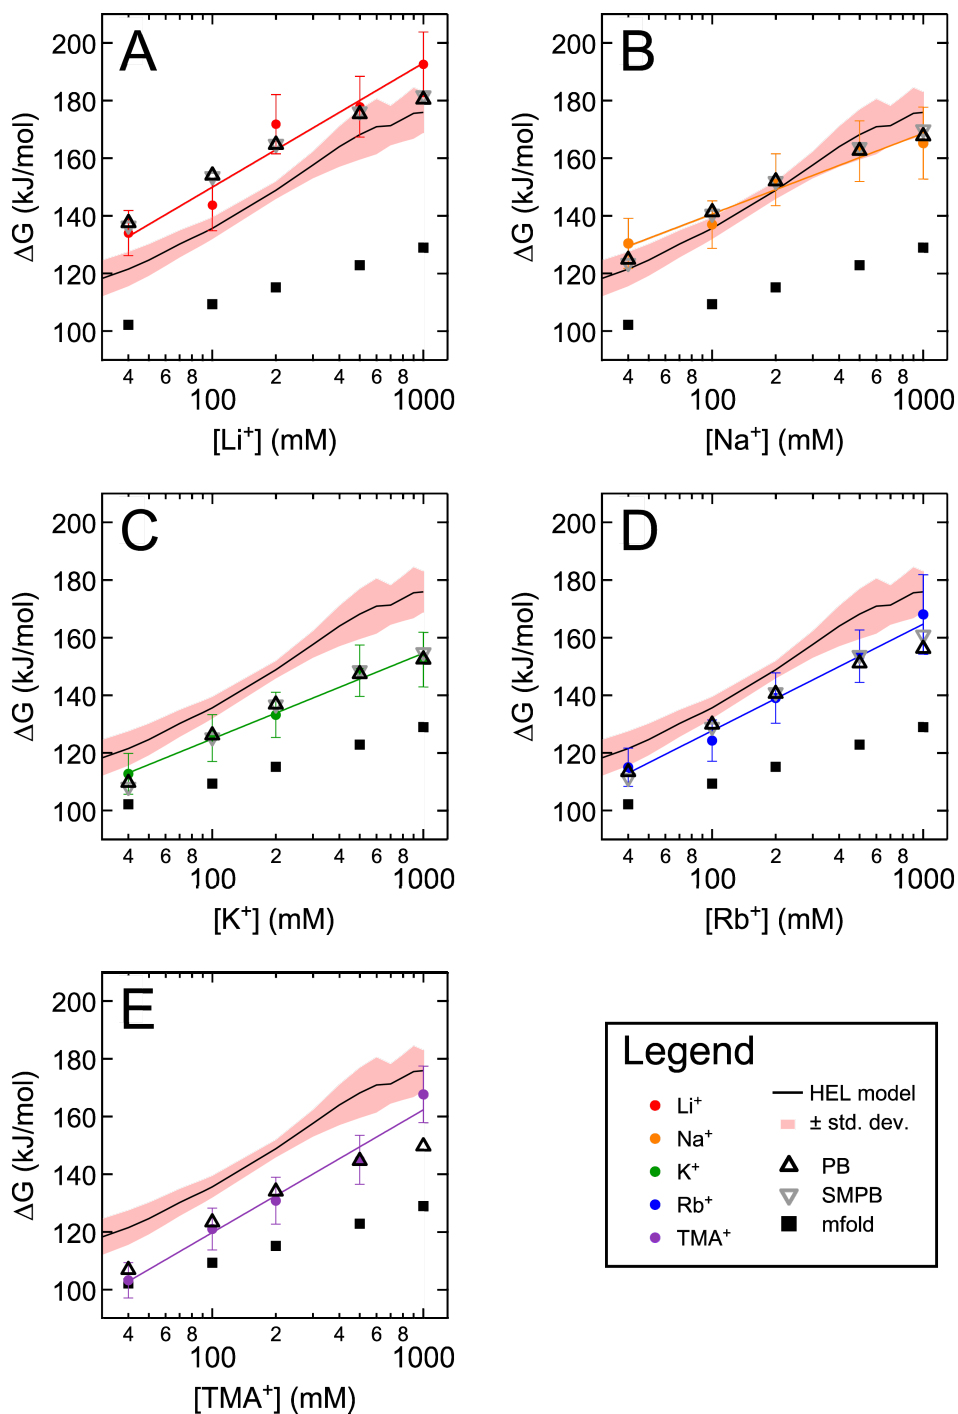 A
B
200
180
160
140
120
100
ΔG (kJ/mol)
4 6 8 2 4 6 8
100 1000
[Li⁺] (mM)
200
180
160
140
120
100
ΔG (kJ/mol)
4 6 8 2 4 6 8
100 1000
[Na⁺] (mM)
C
D
200
180
160
140
120
100
ΔG (kJ/mol)
4 6 8 2 4 6 8
100 1000
[K⁺] (mM)
200
180
160
140
120
100
ΔG (kJ/mol)
4 6 8 2 4 6 8
100 1000
[Rb⁺] (mM)
E
200
180
160
140
120
100
ΔG (kJ/mol)
4 6 8 2 4 6 8
100 1000
[TMA⁺] (mM)
Legend
Li⁺
Na⁺
K⁺
Rb⁺
TMA⁺
HEL model
± std. dev.
PB
SMPB
mfold